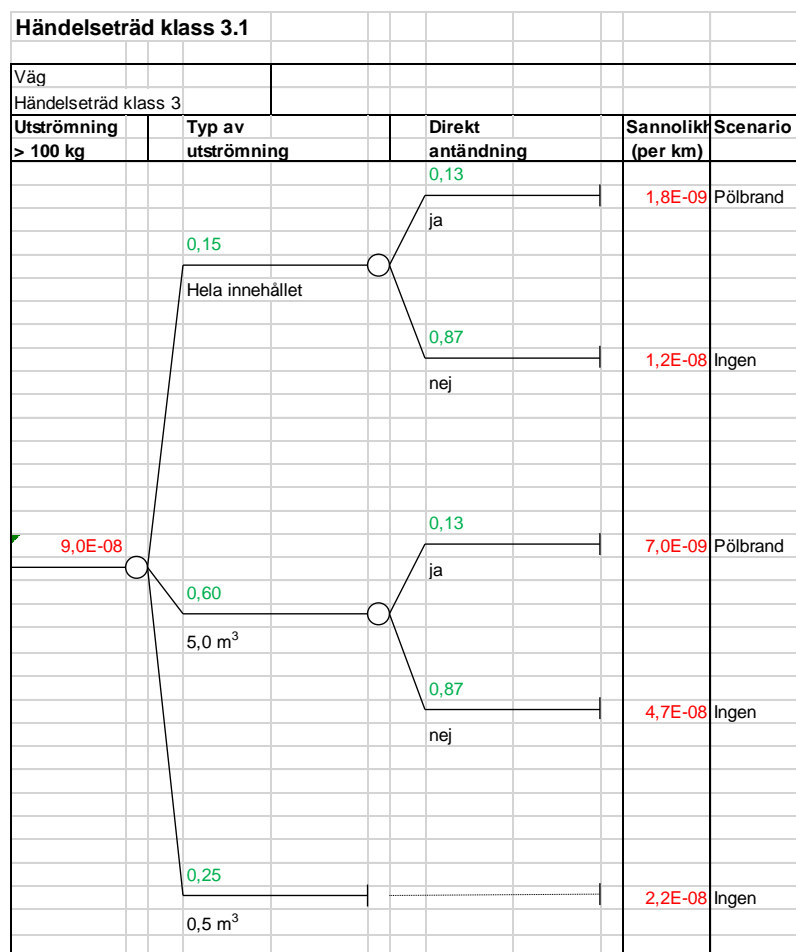 Händelseträd klass 3.1
Väg
Händelseträd klass 3
Utströmning Typ av Direkt Sannolikh Scenario
> 100 kg utströmning antändning (per km)
0,13
1,8E-09 Pölbrand
ja
0,15
Hela innehållet
0,87
1,2E-08 Ingen
nej
0,13
9,0E-08 7,0E-09 Pölbrand
ja
0,60
5,0 m³
0,87
4,7E-08 Ingen
nej
0,25
2,2E-08 Ingen
0,5 m³